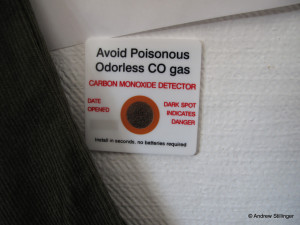 Avoid Poisonous
Odorless CO gas
CARBON MONOXIDE DETECTOR
DATE
OPENED
DARK SPOT
INDICATES
DANGER
Install in seconds, no batteries required
© Andrew Stillinger